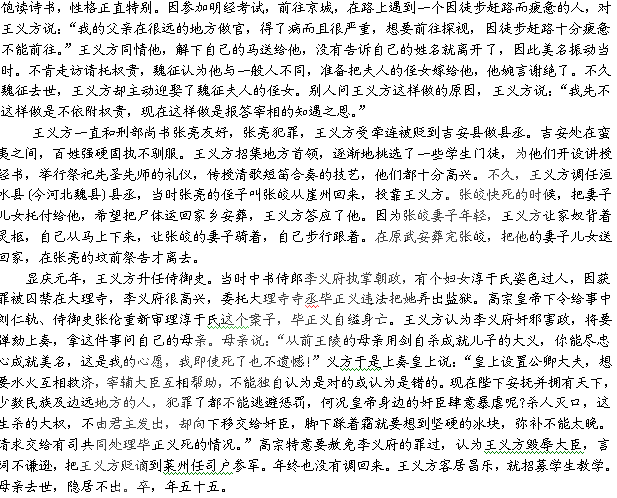 饱读诗书，性格正直特别。因参加明经考试，前往京城，在路上遇到一个因徒步赶路而疲惫的人，对
王义方说：“我的父亲在很远的地方做官，得了病而且很严重，想要前往探视，因徒步赶路十分疲惫
不能前往。”王义方同情他，解下自己的马送给他，没有告诉自己的姓名就离开了，因此美名振动当
时。不肯走访请托权贵，魏征认为他与一般人不同，准备把夫人的侄女嫁给他，他婉言谢绝了。不久
魏征去世，王义方却主动迎娶了魏征夫人的侄女。别人问王义方这样做的原因，王义方说：“我先不
这样做是不依附权贵，现在这样做是报答宰相的知遇之恩。”
王义方一直和刑部尚书张亮友好，张亮犯罪，王义方受牵连被贬到吉安县做县丞。吉安处在蛮
夷之间，百姓强硬固执不驯服。王义方招集地方首领，逐渐地挑选了一些学生门徒，为他们开设讲授
经书，举行祭祀先圣先师的礼仪，传授清歌短笛合奏的技艺，他们都十分高兴。不久，王义方调任洹
水县(今河北魏县)县丞，当时张亮的侄子叫张皎从崖州回来，投靠王义方。张皎快死的时候，把妻子
儿女托付给他，希望把尸体运回家乡安葬，王义方答应了他。因为张皎妻子年轻，王义方让家奴背着
灵柩，自己从马上下来，让张皎的妻子骑着，自己步行跟着。在原武安葬完张皎，把他的妻子儿女送
回家，在张亮的坟前祭告才离去。
显庆元年，王义方升任侍御史。当时中书侍郎李义府执掌朝政，有个妇女淳于氏姿色过人，因获
罪被囚禁在大理寺，李义府很高兴，委托大理寺寺丞毕正义违法把她弄出监狱。高宗皇帝下令给事中
刘仁轨、侍御史张伦重新审理淳于氏这个案子，毕正义自缢身亡。王义方认为李义府奸邪害政，将要
弹劾上奏，拿这件事问自己的母亲。母亲说：“从前王陵的母亲用剑自杀成就儿子的大义，你能尽忠
心成就美名，这是我的心愿，我即使死了也不遗憾！”义方于是上奏皇上说：“皇上设置公卿大夫，想
要水火互相救济，宰辅大臣互相帮助，不能独自认为是对的或认为是错的。现在陛下安抚并拥有天下，
少数民族及边远地方的人，犯罪了都不能逃避惩罚，何况皇帝身边的奸臣肆意暴虐呢?杀人灭口，这
生杀的大权，不由君主发出，却向下移交给奸臣，脚下踩着霜就要想到坚硬的冰块，弥补不能太晚。
请求交给有司共同处理毕正义死的情况。”高宗特意要赦免李义府的罪过，认为王义方毁辱大臣，言
词不谦逊，把王义方贬谪到莱州任司户参军。年终也没有调回来。王义方客居昌乐，就招募学生教学。
母亲去世，隐居不出。卒，年五十五。